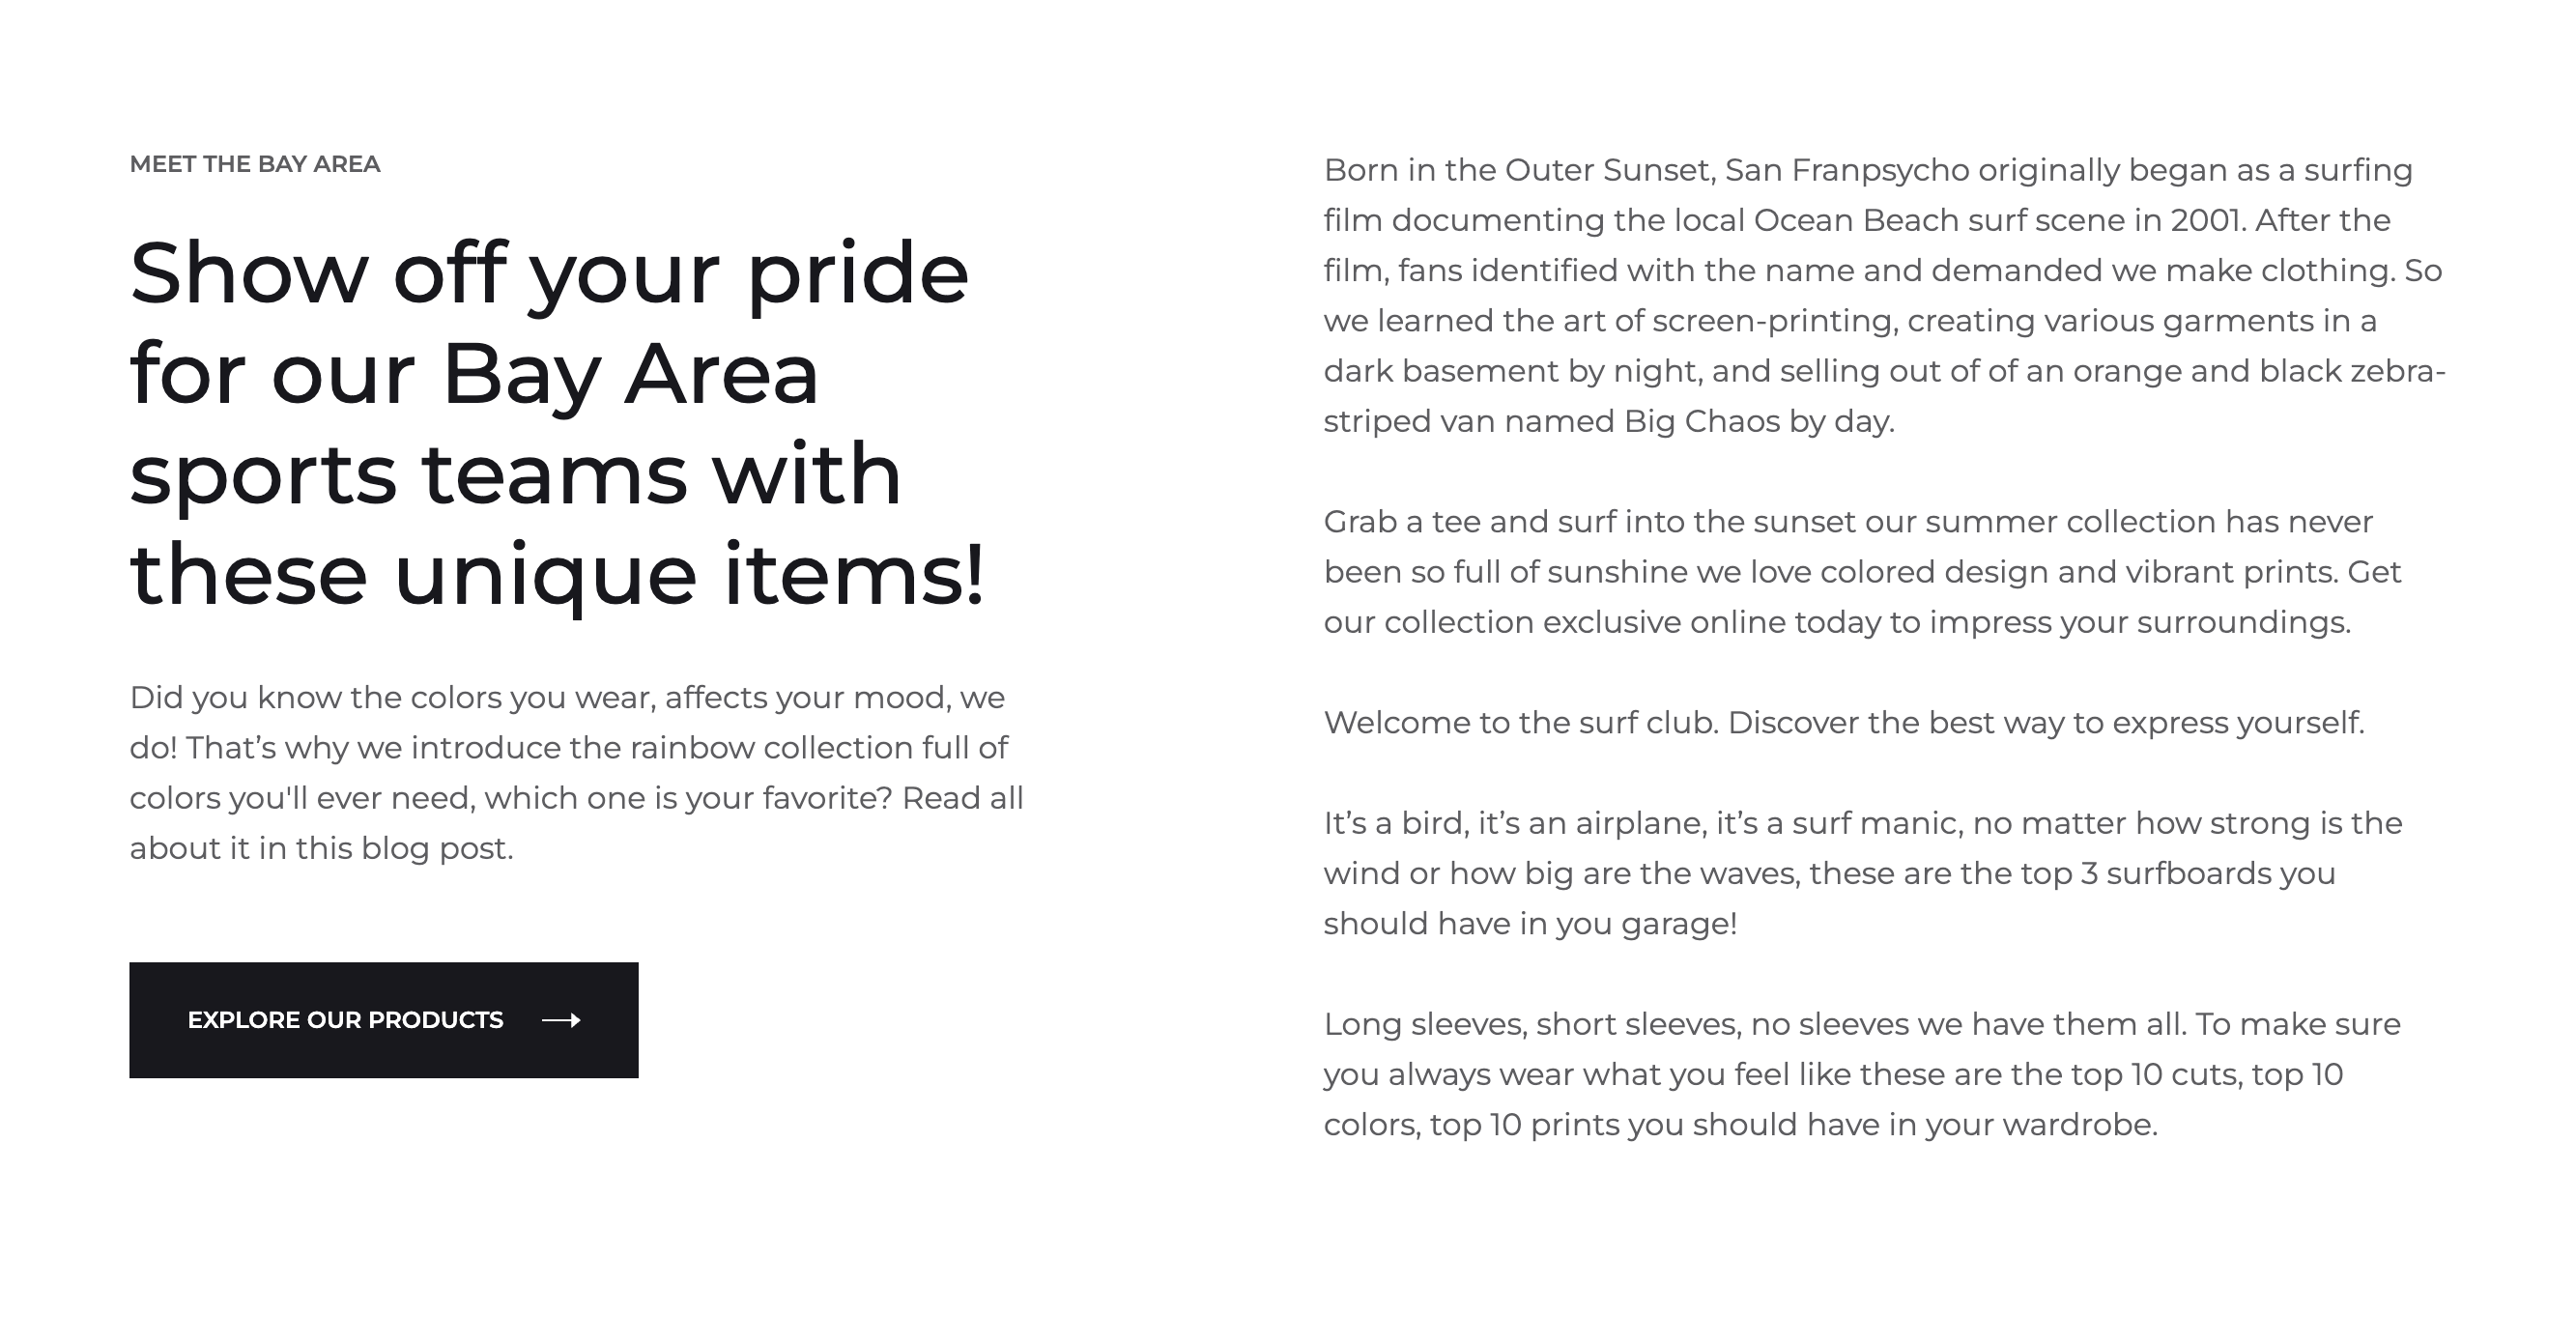 MEET THE BAY AREA
Show off your pride
for our Bay Area
sports teams with
these unique items!
Did you know the colors you wear, affects your mood, we
do! That’s why we introduce the rainbow collection full of
colors you'll ever need, which one is your favorite? Read all
about it in this blog post.
EXPLORE OUR PRODUCTS
Born in the Outer Sunset, San Franpsycho originally began as a surfing
film documenting the local Ocean Beach surf scene in 2001. After the
film, fans identified with the name and demanded we make clothing. So
we learned the art of screen-printing, creating various garments in a
dark basement by night, and selling out of of an orange and black zebra-
striped van named Big Chaos by day.
Grab a tee and surf into the sunset our summer collection has never
been so full of sunshine we love colored design and vibrant prints. Get
our collection exclusive online today to impress your surroundings.
Welcome to the surf club. Discover the best way to express yourself.
It’s a bird, it’s an airplane, it’s a surf manic, no matter how strong is the
wind or how big are the waves, these are the top 3 surfboards you
should have in you garage!
Long sleeves, short sleeves, no sleeves we have them all. To make sure
you always wear what you feel like these are the top 10 cuts, top 10
colors, top 10 prints you should have in your wardrobe.